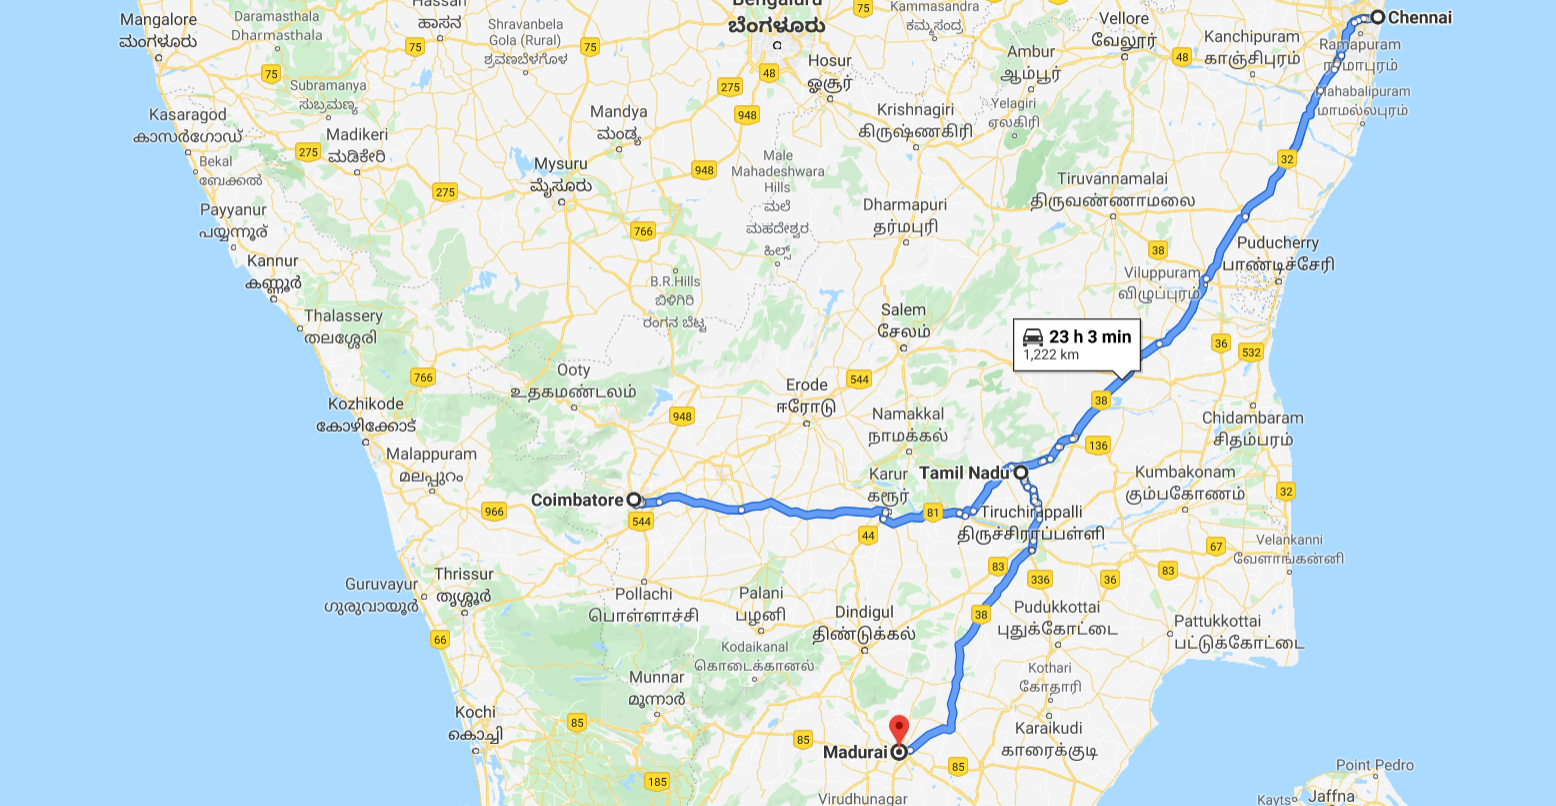 Mangalore
ಮಂಗಳೂರು
Daramasthala
Dharmasthala
Hassan
ಹಾಸನ
Shravanbela
Gola (Rural)
ಶ್ರವಣಬೆಳಗೊಳ
Bengaluru
ಬೆಂಗಳೂರು
75
Kammasandra
ಕಮ್ಮಸಂದ್ರ
Vellore
வேலூர்
Kanchipuram
காஞ்சிபுரம்
48
Chennai
Ramapuram
ராமாபுரம்
Mahabalipuram
மாமல்லபுரம்
75
75
75
Hosur
ஓசூர்
48
275
948
Ambur
ஆம்பூர்
Subramanya
ಸುಬ್ರಮಣ್ಯ
Kasaragod
കാസർഗോഡ്
Mandya
ಮಂಡ್ಯ
Krishnagiri
கிருஷ்ணகிரி
Yelagiri
ஏலகிரி
Madikeri
ಮಡಿಕೇರಿ
275
Bekal
ബേക്കൽ
Mysuru
ಮೈಸೂರು
275
948
Male
Mahadeshwara
Hills
ಮಲೆ
ಮಹದೇಶ್ವರ
ಹಿಲ್ಸ್
32
Tiruvannamalai
திருவண்ணாமலை
Payyanur
പയ്യന്നൂര്
Dharmapuri
தர்மபுரி
766
Kannur
കണ്ണൂർ
38
Puducherry
பாண்டிச்சேரி
Viluppuram
விழுப்புரம்
B.R.Hills
ಬಿಳಿಗಿರಿ
ರಂಗನ ಬೆಟ್ಟ
Thalassery
തലശ്ശേരി
Salem
சேலம்
23 h 3 min
1,222 km
36
532
Ooty
உதகமண்டலம்
766
Erode
ஈரோடு
544
38
Kozhikode
കോഴിക്കോട്
948
Namakkal
நாமக்கல்
Chidambaram
சிதம்பரம்
136
Malappuram
മലപ്പുറം
Karur
கரூர்
Tamil Nadu
Kumbakonam
கும்பகோணம்
32
Coimbatore
966
544
81
44
Tiruchirappalli
திருச்சிராப்பள்ளி
67
Velankanni
வேளாங்கன்னி
83
336
36
83
Thrissur
തൃശ്ശൂർ
Guruvayur
ഗുരുവായൂർ
Pollachi
பொள்ளாச்சி
Palani
பழனி
Dindigul
திண்டுக்கல்
38
Pudukkottai
புதுக்கோட்டை
Pattukkottai
பட்டுக்கோட்டை
66
Kodaikanal
கொடைக்கானல்
Kothari
கோதாரி
Munnar
മൂന്നാർ
Kochi
കൊച്ചി
85
85
Karaikudi
காரைக்குடி
Madurai
85
185
Virudhunagar
Point Pedro
Kayts
Jaffna